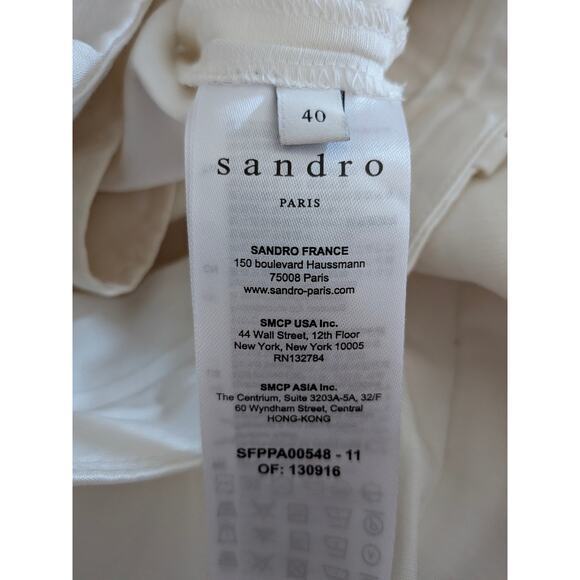 40
sandro
PARIS
SANDRO FRANCE
150 boulevard Haussmann
75008 Paris
www.sandro-paris.com
SMCP USA Inc.
44 Wall Street, 12th Floor
New York, New York 10005
RN132784
SMCP ASIA Inc.
The Centrium, Suite 3203A-5A, 32/F
60 Wyndham Street, Central
HONG-KONG
SFPPA00548 - 11
OF: 130916